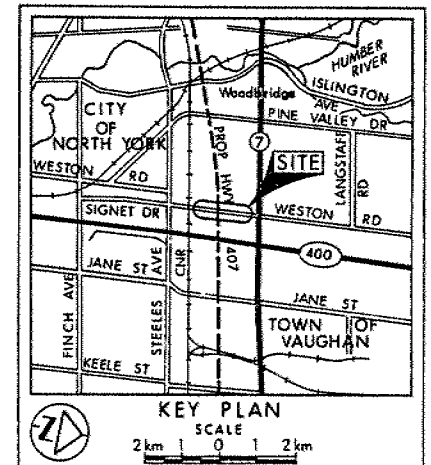 HUMBER
RIVER
ISLINGTON
AVE
Woodbridge
PINE VALLEY DR
CITY
OF
NORTH YORK
PROP HWY
7
SITE
LANGSTAFF
RD
WESTON
RD
SIGNET DR
WESTON
RD
407
400
JANE ST
AVE
CNR
JANE ST
FINCH AVE
STEELES
TOWN OF
VAUGHAN
KEELE ST
KEY PLAN
SCALE
2 km 1 0 1 2 km
N